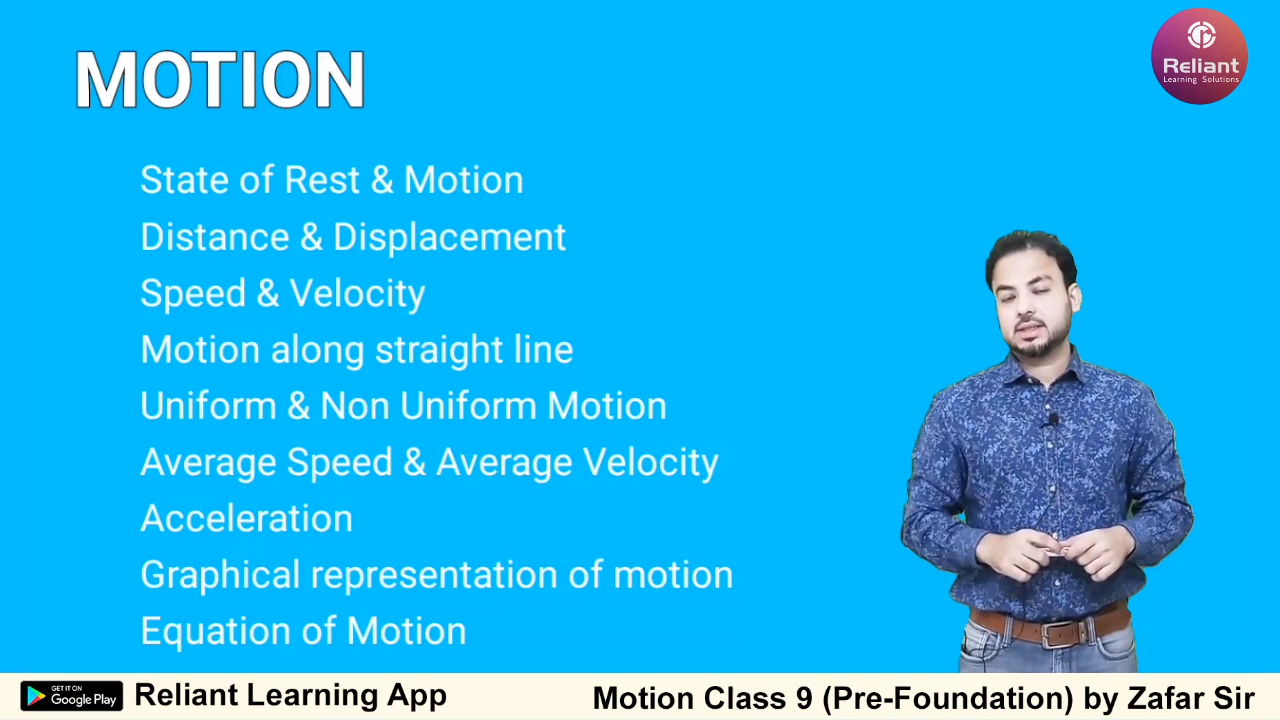 MOTION
Reliant
Learning Solutions
State of Rest & Motion
Distance & Displacement
Speed & Velocity
Motion along straight line
Uniform & Non Uniform Motion
Average Speed & Average Velocity
Acceleration
Graphical representation of motion
Equation of Motion
GET IT ON
Google Play
Reliant Learning App
Motion Class 9 (Pre-Foundation) by Zafar Sir